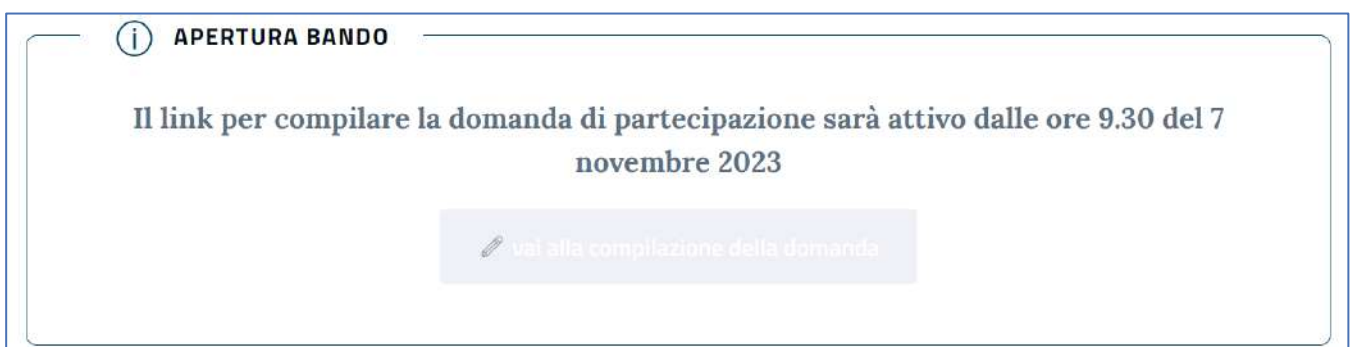 APERTURA BANDO
Il link per compilare la domanda di partecipazione sarà attivo dalle ore 9.30 del 7
novembre 2023
vai alla compilazione della domanda